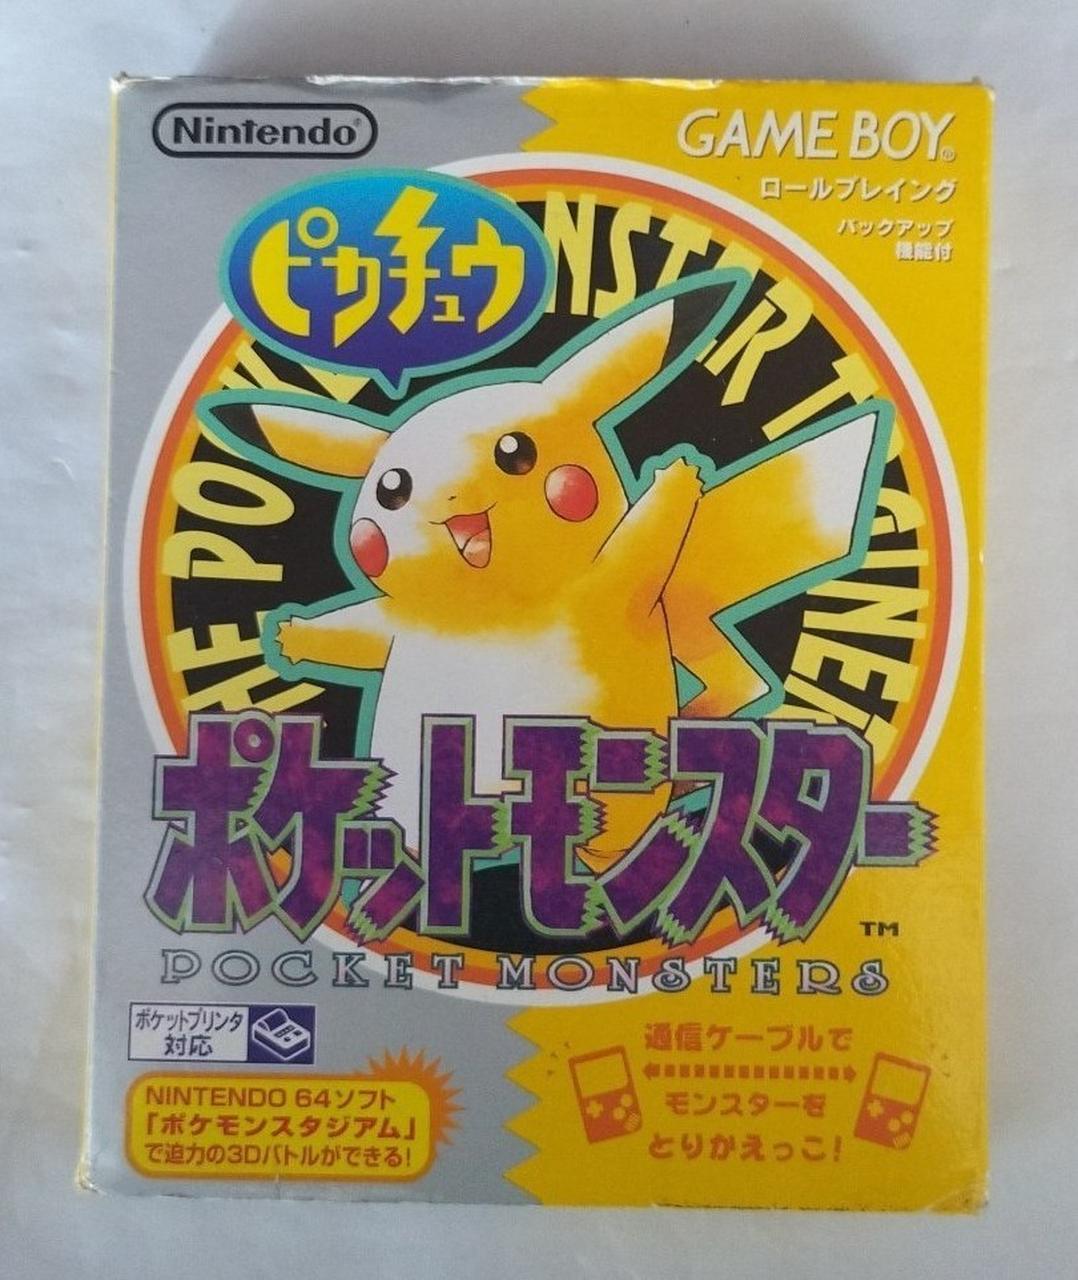 Nintendo®
GAME BOY®
ロールプレイング
バックアップ
機能付
ピカチュウ
ポケットモンスター
TM
POCKET MONSTERS
ポケットプリンタ
対応
NINTENDO 64ソフト
「ポケモンスタジアム」
で迫力の3Dバトルができる!
通信ケーブルで
モンスターを
とりかえっこ!